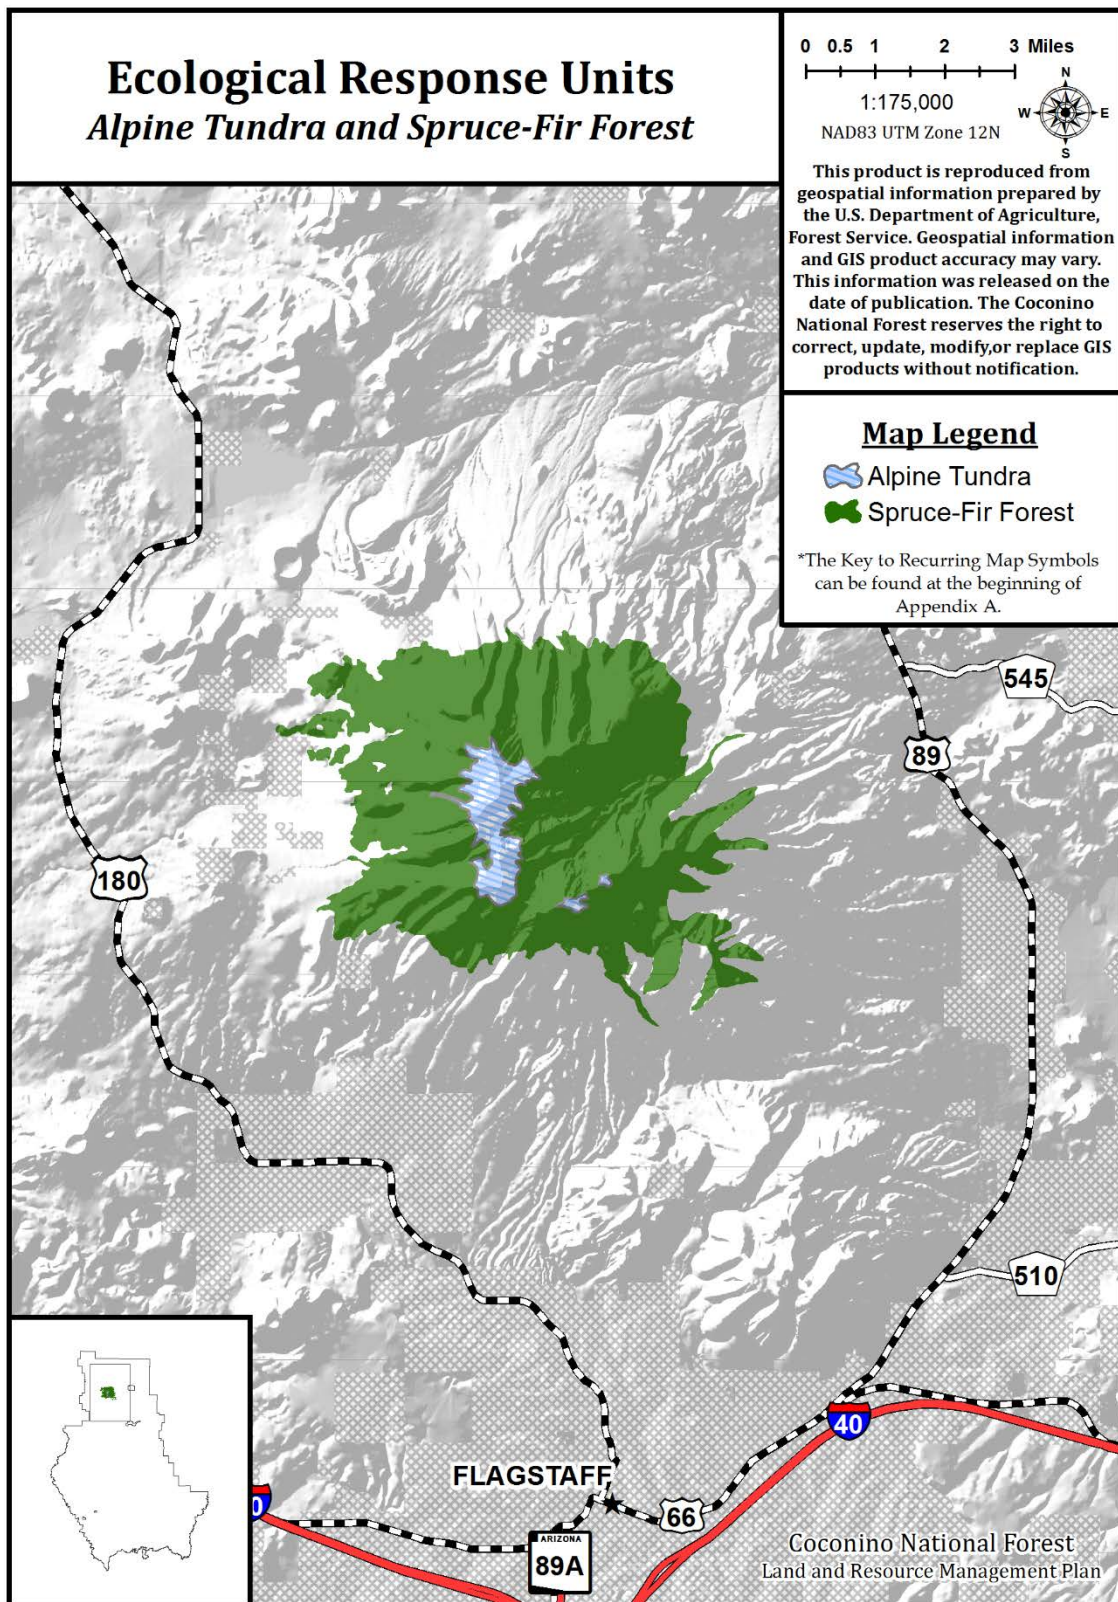 Ecological Response Units
Alpine Tundra and Spruce-Fir Forest
0 0.5 1 2 3 Miles
1:175,000
NAD83 UTM Zone 12N
N
W E
S
This product is reproduced from
geospatial information prepared by
the U.S. Department of Agriculture,
Forest Service. Geospatial information
and GIS product accuracy may vary.
This information was released on the
date of publication. The Coconino
National Forest reserves the right to
correct, update, modify,or replace GIS
products without notification.
Map Legend
Alpine Tundra
Spruce-Fir Forest
*The Key to Recurring Map Symbols
can be found at the beginning of
Appendix A.
545
89
180
510
40
FLAGSTAFF
0
66
ARIZONA
89A
Coconino National Forest
Land and Resource Management Plan